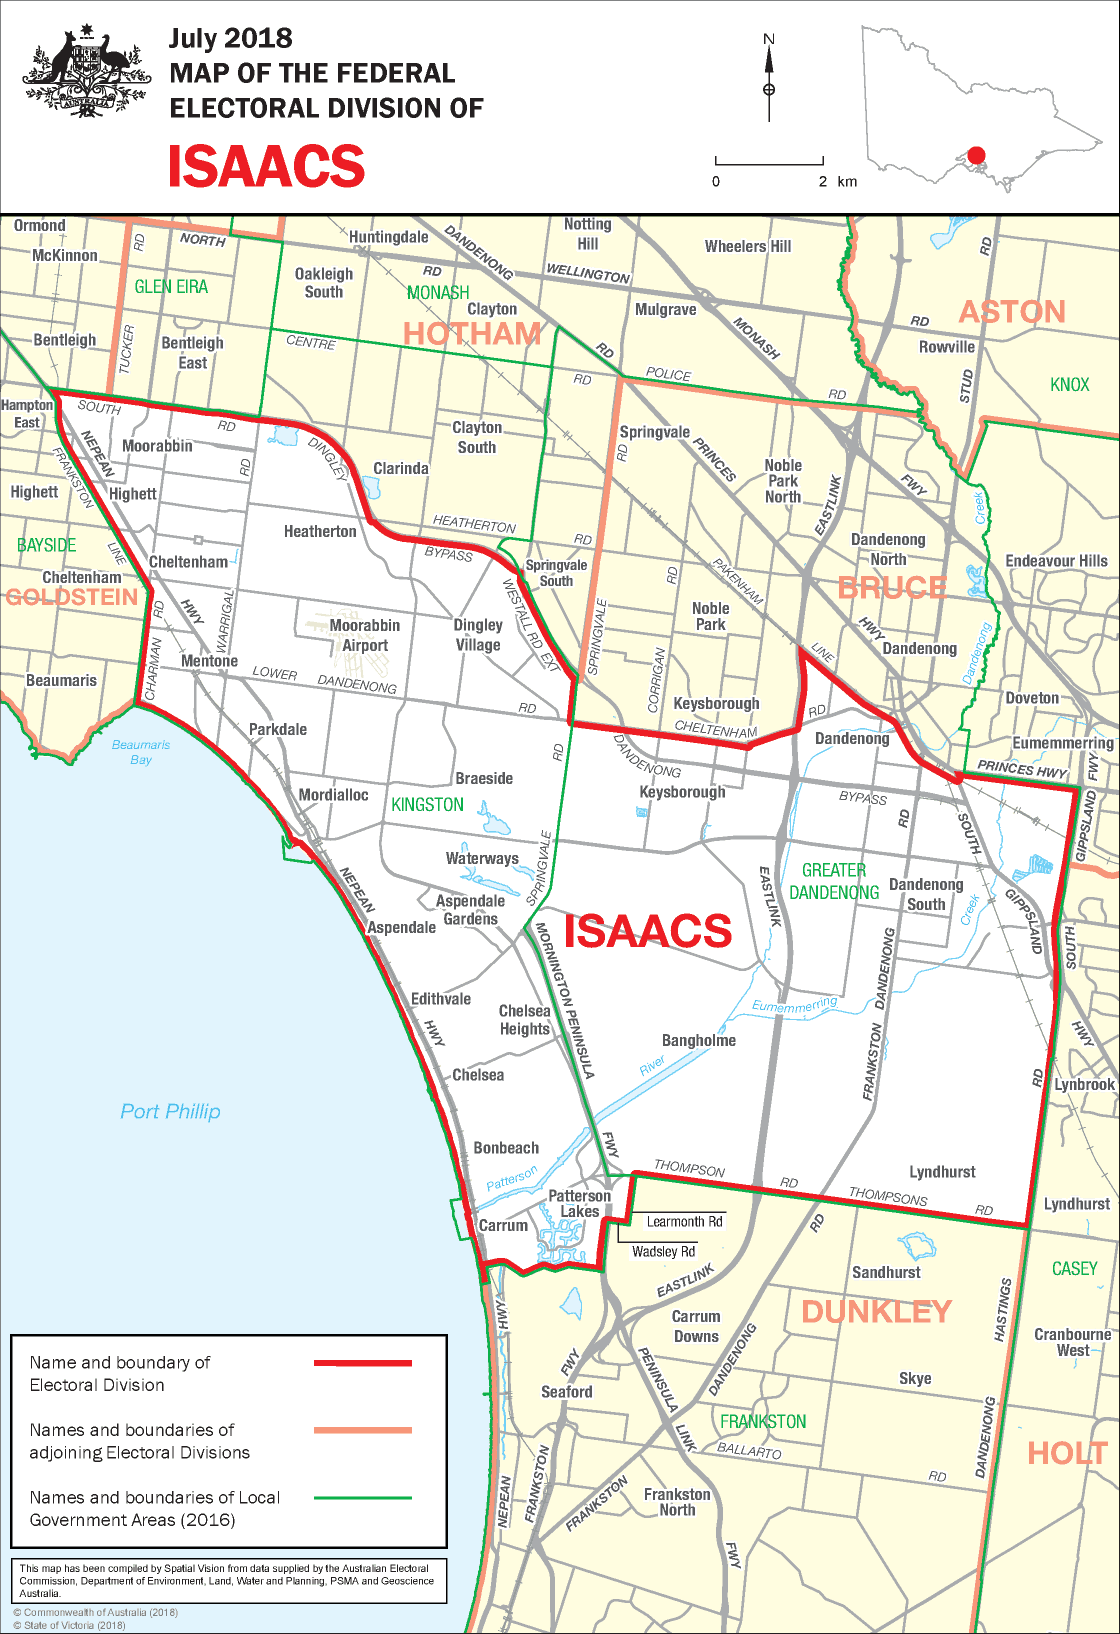 July 2018
MAP OF THE FEDERAL
ELECTORAL DIVISION OF
ISAACS
AUSTRALIA
N
0
2 km
Ormond
McKinnon
RD
NORTH
GLEN EIRA
Bentleigh
TUCKER
Bentleigh
East
Huntingdale
Oakleigh
South
RD
DANDENONG
MONASH
Clayton
HOTHAM
CENTRE
Notting
Hill
WELLINGTON
Wheelers Hill
Mulgrave
MONASH
RD
RD
POLICE
RD
RD
Rowville
ASTON
RD
STUD
KNOX
Hampton
East
SOUTH
RD
Moorabbin
NEPEAN
FRANKSTON
Highett
Highett
RD
DINGLEY
Clarinda
Clayton
South
Springvale
RD
PRINCES
Noble
Park
North
EASTLINK
FWY
Creek
BAYSIDE
LINE
Heatherton
HEATHERTON
RD
BYPASS
Springvale
South
Dandenong
North
Endeavour Hills
Cheltenham
Cheltenham
GOLDSTEIN
RD
HWY
WARRIGAL
Moorabbin
Airport
Dingley
Village
WESTALL RD EXT
SPRINGVALE
RD
PAKENHAM
Noble
Park
BRUCE
HWY
LINE
Dandenong
Dandenong
Beaumaris
CHARMAN
Mentone
LOWER
DANDENONG
RD
CORRIGAN
Keysborough
CHELTENHAM
RD
Dandenong
Doveton
Eumemmerring
Beaumaris
Bay
Parkdale
RD
DANDENONG
Keysborough
BYPASS
PRINCES HWY
FWY
GIPPSLAND
Mordialloc
Braeside
KINGSTON
RD
SOUTH
Waterways
SPRINGVALE
EASTLINK
GREATER
DANDENONG
Dandenong
South
GIPPSLAND
NEPEAN
Aspendale
Gardens
Aspendale
ISAACS
Creek
SOUTH
MORNINGTON PENINSULA
DANDENONG
Edithvale
Chelsea
Heights
HWY
Eumemmerring
Bangholme
HWY
River
FRANKSTON
Chelsea
RD
Lynbrook
Port Phillip
Bonbeach
FWY
Patterson
THOMPSON
RD
THOMPSONS
RD
Lyndhurst
Lyndhurst
Patterson
Lakes
Carrum
Learmonth Rd
Wadsley Rd
RD
Sandhurst
CASEY
EASTLINK
HWY
Carrum
Downs
DUNKLEY
HASTINGS
Cranbourne
West
FWY
PENINSULA
LINK
DANDENONG
Seaford
Skye
FRANKSTON
BALLARTO
RD
DANDENONG
HOLT
NEPEAN
FRANKSTON
FRANKSTON
Frankston
North
FWY
Name and boundary of
Electoral Division
Names and boundaries of
adjoining Electoral Divisions
Names and boundaries of Local
Government Areas (2016)
This map has been compiled by Spatial Vision from data supplied by the Australian Electoral
Commission, Department of Environment, Land, Water and Planning, PSMA and Geoscience
Australia.
© Commonwealth of Australia (2018)
© State of Victoria (2018)